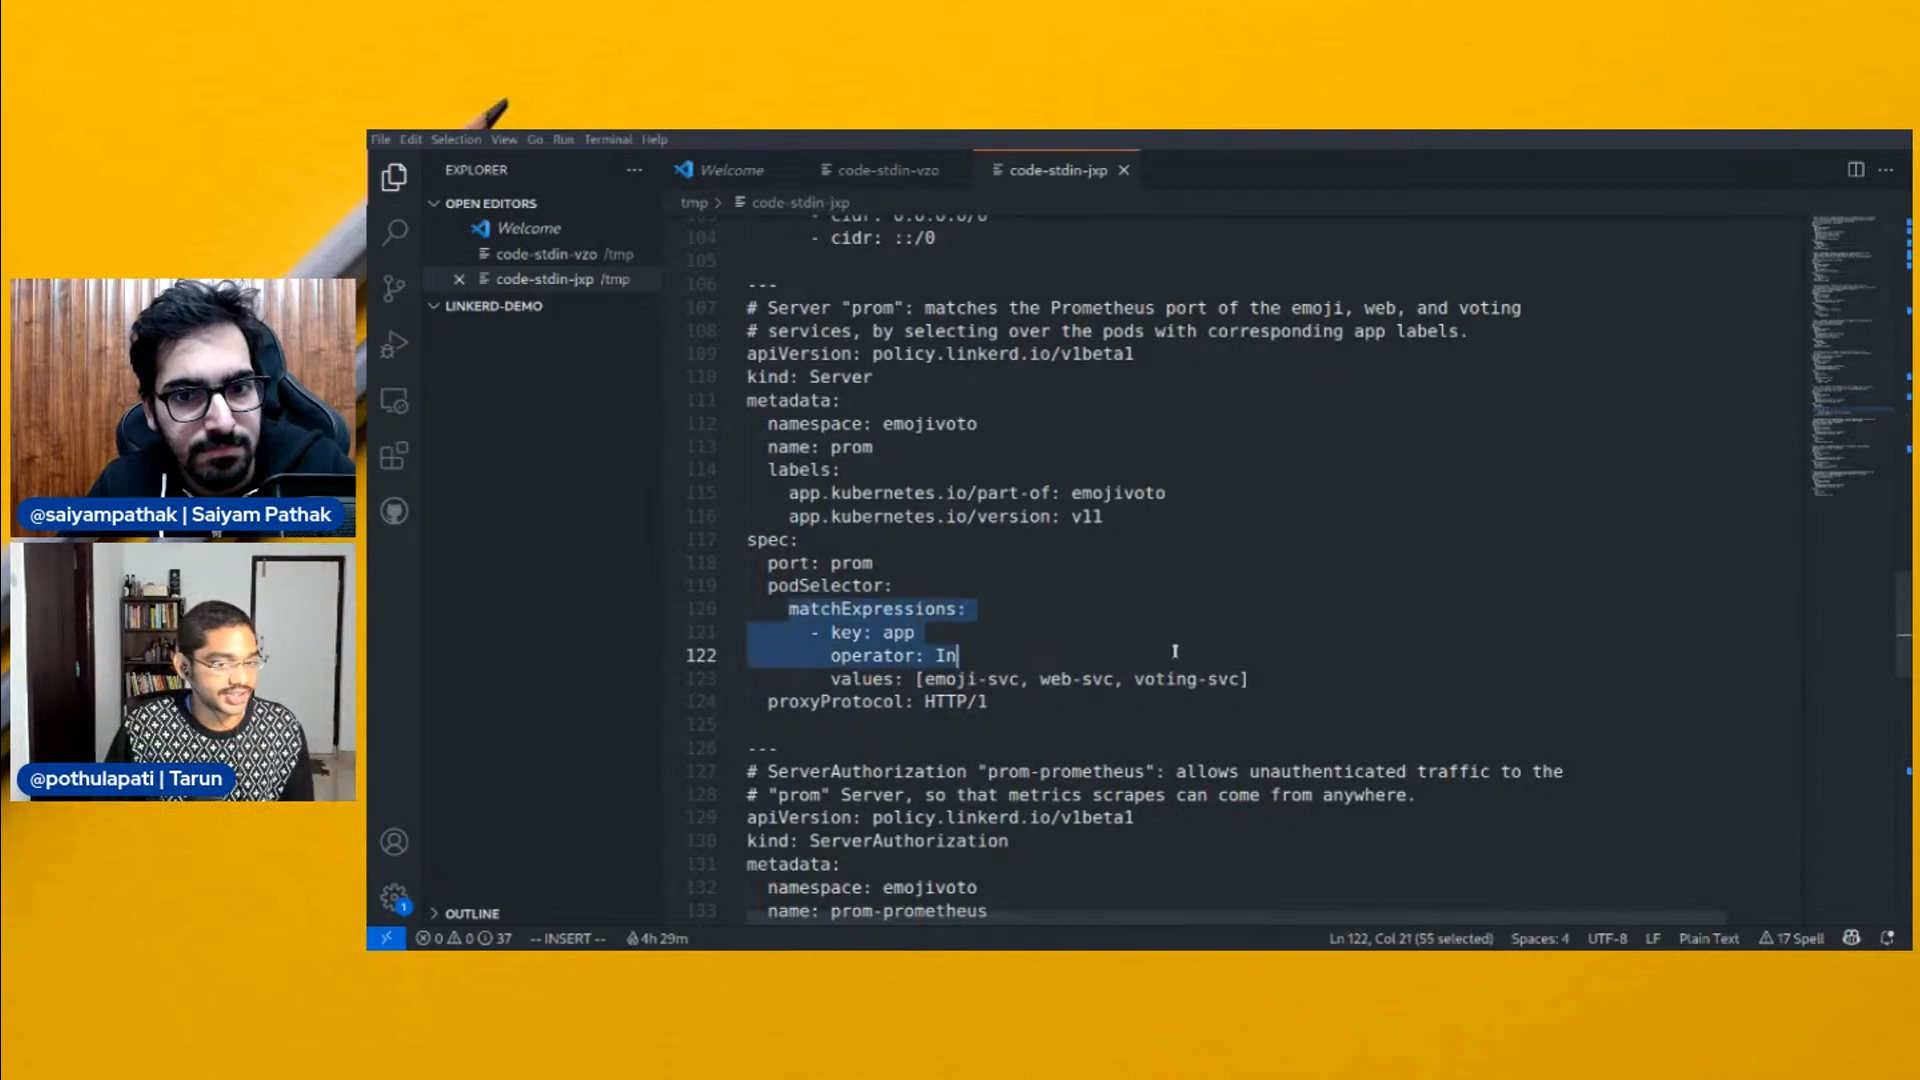 File Edit Selection View Go Run Terminal Help
EXPLORER
OPEN EDITORS
Welcome
code-stdin-vzo /tmp
code-stdin-jxp /tmp
LINKERD-DEMO
OUTLINE
Welcome
code-stdin-vzo
code-stdin-jxp
tmp > code-stdin-jxp
103 - cidr: 0.0.0.0/0
104 - cidr: ::/0
105
106 ---
107 # Server "prom": matches the Prometheus port of the emoji, web, and voting
108 # services, by selecting over the pods with corresponding app labels.
109 apiVersion: policy.linkerd.io/v1beta1
110 kind: Server
111 metadata:
112 namespace: emojivoto
113 name: prom
114 labels:
115 app.kubernetes.io/part-of: emojivoto
116 app.kubernetes.io/version: v11
117 spec:
118 port: prom
119 podSelector:
120 matchExpressions:
121 - key: app
122 operator: In
123 values: [emoji-svc, web-svc, voting-svc]
124 proxyProtocol: HTTP/1
125
126 ---
127 # ServerAuthorization "prom-prometheus": allows unauthenticated traffic to the
128 # "prom" Server, so that metrics scrapes can come from anywhere.
129 apiVersion: policy.linkerd.io/v1beta1
130 kind: ServerAuthorization
131 metadata:
132 namespace: emojivoto
133 name: prom-prometheus
1
0 0 37 -- INSERT -- 4h 29m
Ln 122, Col 21 (55 selected) Spaces: 4 UTF-8 LF Plain Text 17 Spell
@saiyampathak | Saiyam Pathak
@pothulapati | Tarun